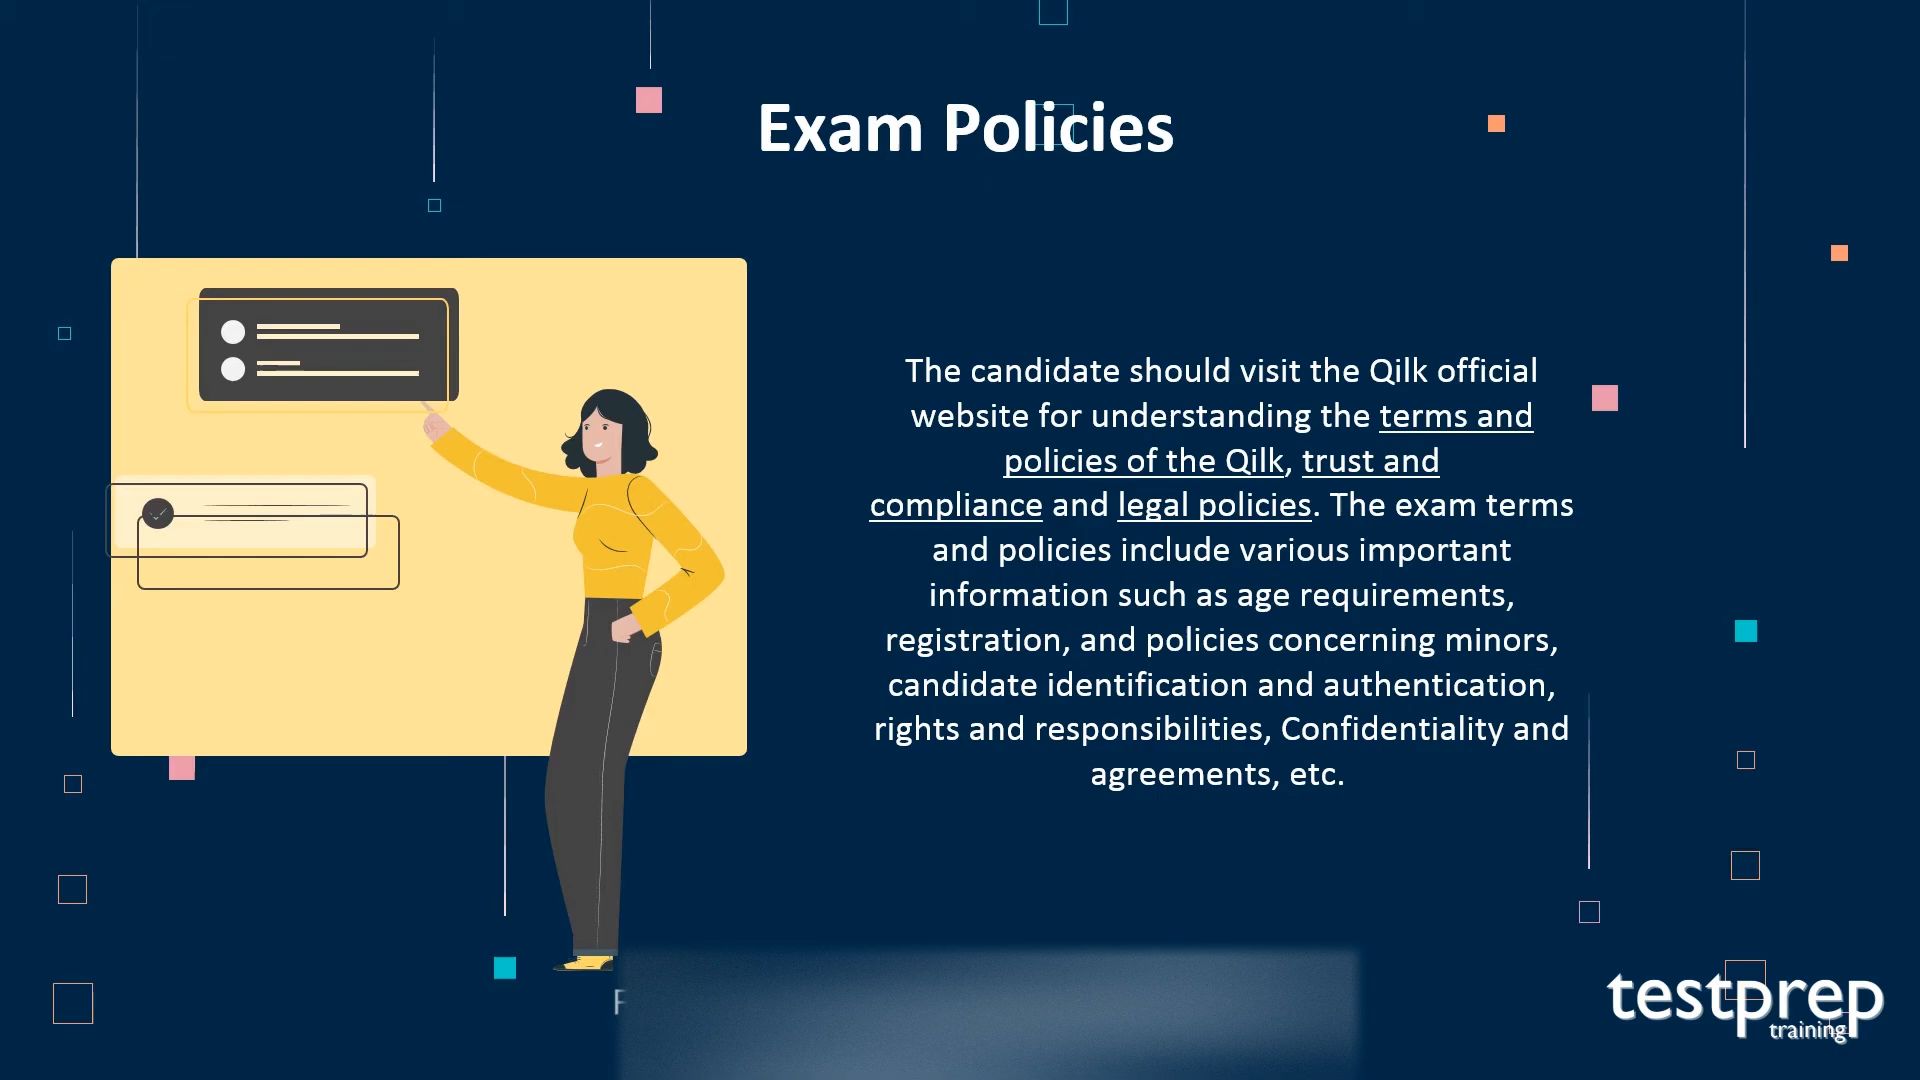 Exam Policies
The candidate should visit the Qilk official
website for understanding the terms and
policies of the Qilk, trust and
compliance and legal policies. The exam terms
and policies include various important
information such as age requirements,
registration, and policies concerning minors,
candidate identification and authentication,
rights and responsibilities, Confidentiality and
agreements, etc.
testprep
training